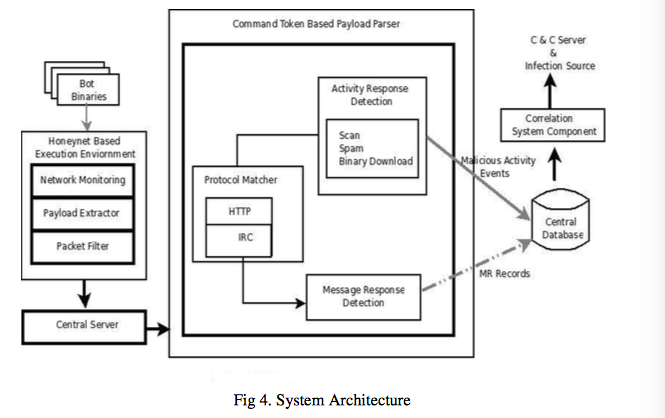 Command Token Based Payload Parser
Bot
Binaries
Honeynet Based
Execution Enviornment
Network Monitoring
Payload Extractor
Packet Filter
Central Server
Activity Response
Detection
Scan
Spam
Binary Download
Protocol Matcher
HTTP
IRC
Message Response
Detection
Malicious Activity
Events
MR Records
C & C Server
&
Infection Source
Correlation
System Component
Central
Database
Fig 4. System Architecture